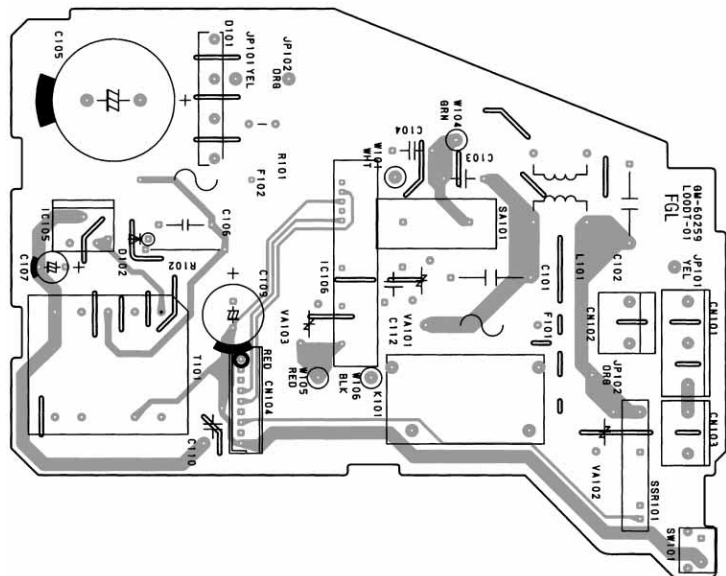 C105
D101
JP101YEL
JP102
ORG
R101
F102
C104
W104
GRN
W101
WHT
C103
SA101
GM-60259
L00DT-01
FGL
IC105
C107
D102
R102
C106
C109
IC106
VA103
VA101
C112
C101
L101
C102
JP101
YEL
CN101
CN102
F101
JP102
ORG
CN103
T101
RED
CN104
W105
RED
W106
BLK
K101
C110
VA102
SSR101
SW101